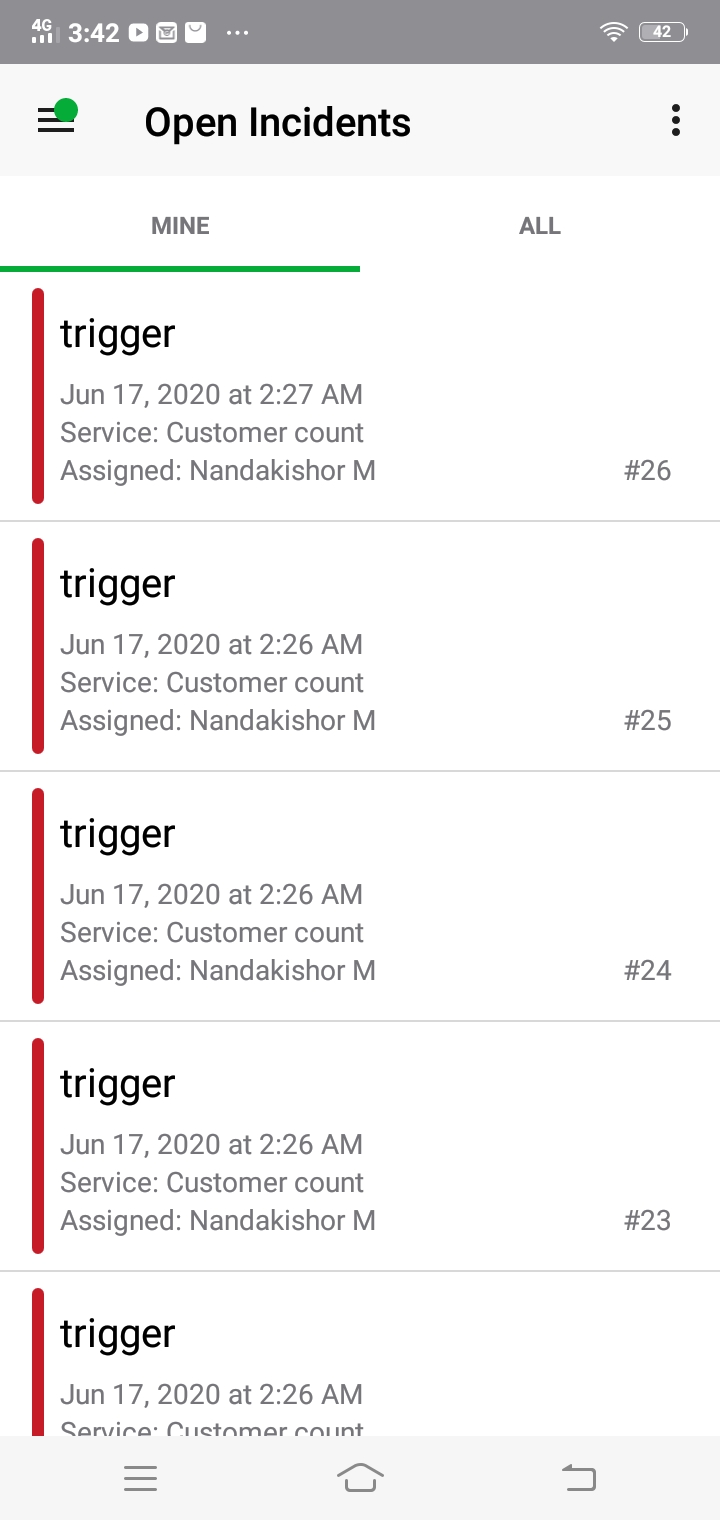 4G 3:42 ... 42
Open Incidents
MINE ALL
trigger
Jun 17, 2020 at 2:27 AM
Service: Customer count
Assigned: Nandakishor M #26
trigger
Jun 17, 2020 at 2:26 AM
Service: Customer count
Assigned: Nandakishor M #25
trigger
Jun 17, 2020 at 2:26 AM
Service: Customer count
Assigned: Nandakishor M #24
trigger
Jun 17, 2020 at 2:26 AM
Service: Customer count
Assigned: Nandakishor M #23
trigger
Jun 17, 2020 at 2:26 AM
Service: Customer count